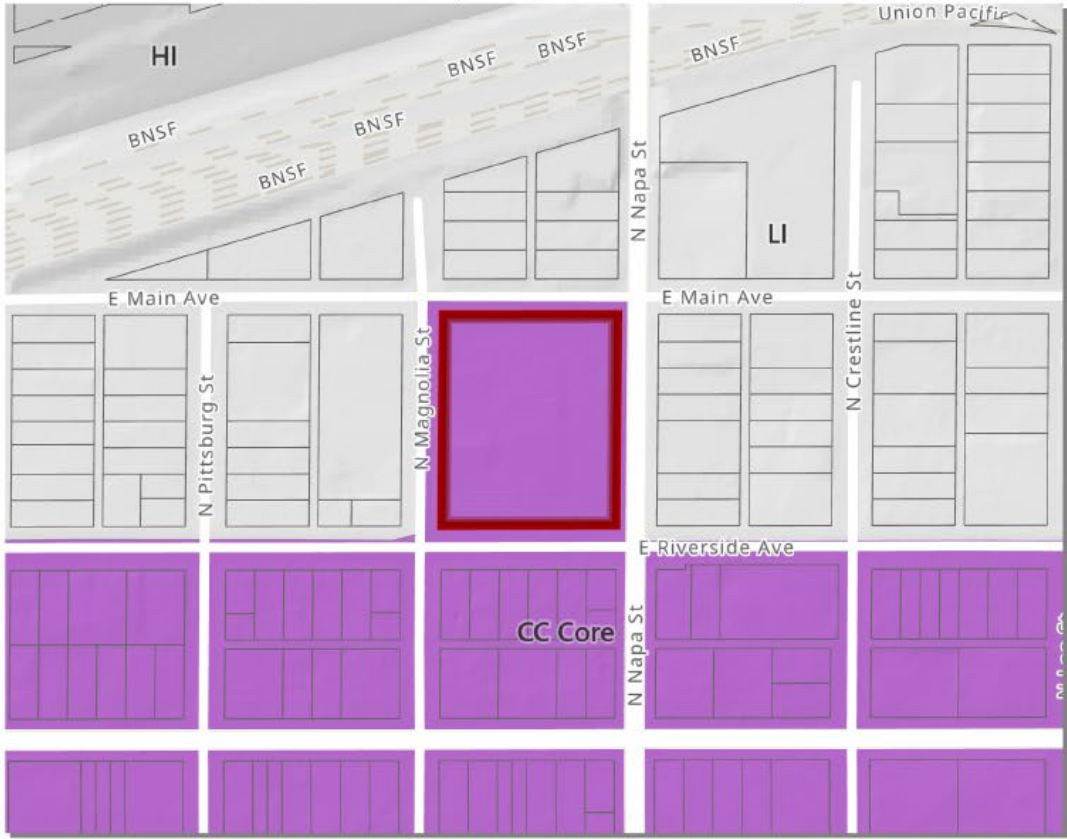 Union Pacific
HI
BNSF
BNSF
BNSF
BNSF
BNSF
BNSF
N Napa St
LI
E Main Ave
E Main Ave
N Crestline St
N Magnolia St
N Pittsburg St
E Riverside Ave
CC Core
N Napa St